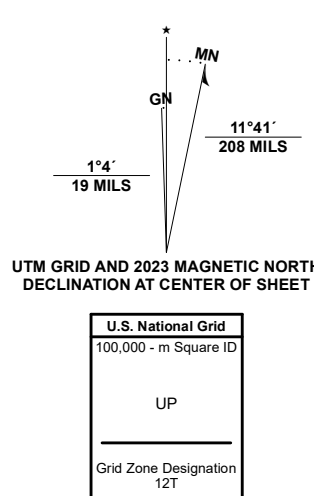 ★
MN
GN
11°41´
208 MILS
1°4´
19 MILS
UTM GRID AND 2023 MAGNETIC NORTH
DECLINATION AT CENTER OF SHEET
U.S. National Grid
100,000 - m Square ID
UP
Grid Zone Designation
12T